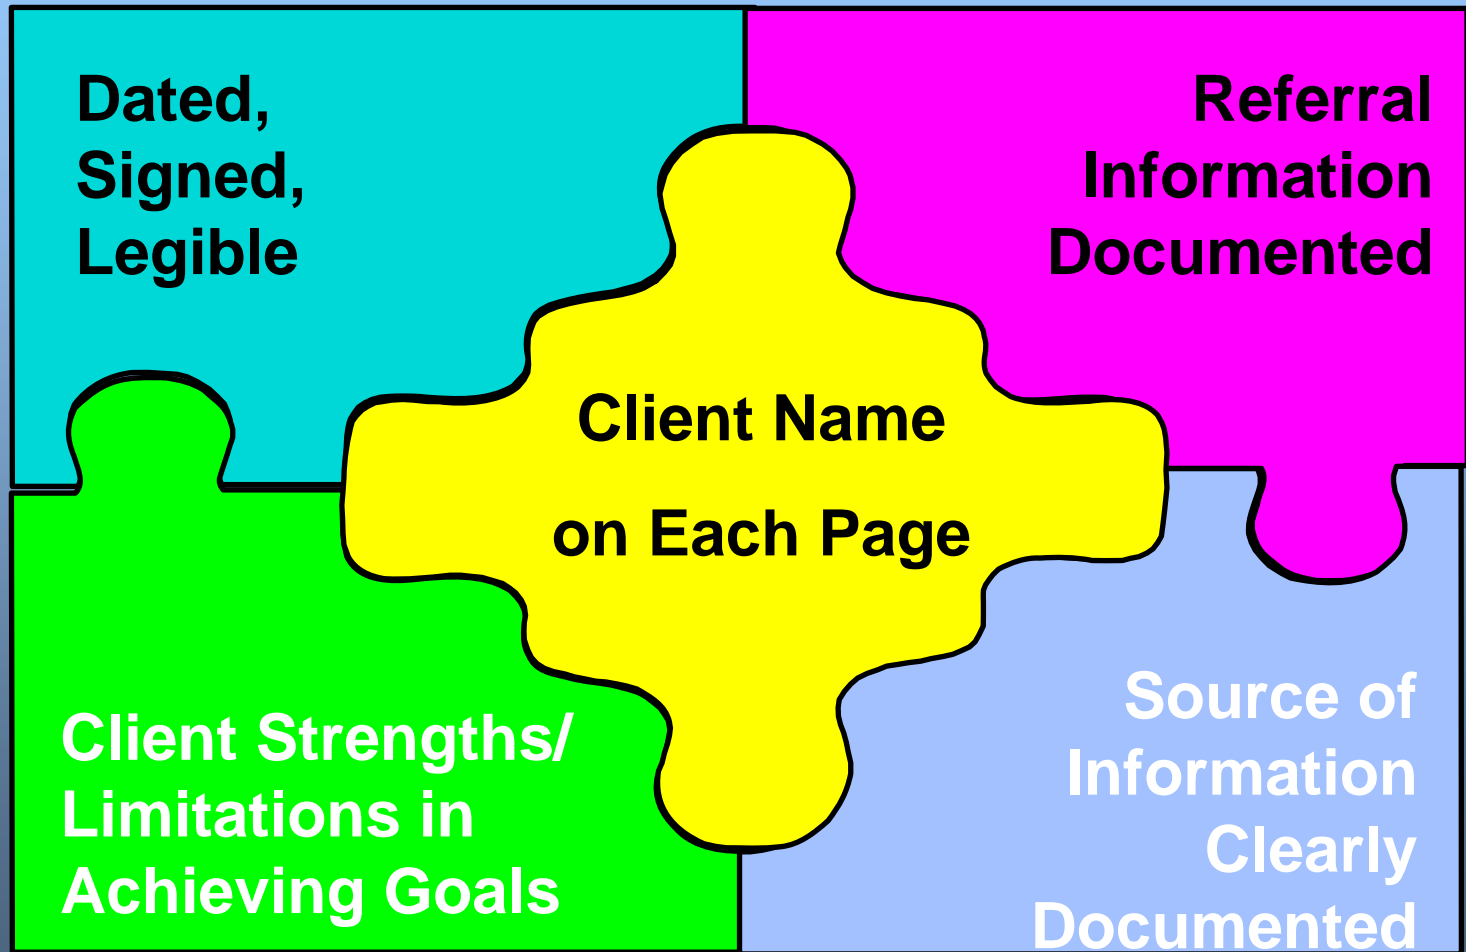 Dated,
Signed,
Legible
Referral
Information
Documented
Client Name
on Each Page
Client Strengths/
Limitations in
Achieving Goals
Source of
Information
Clearly
Documented